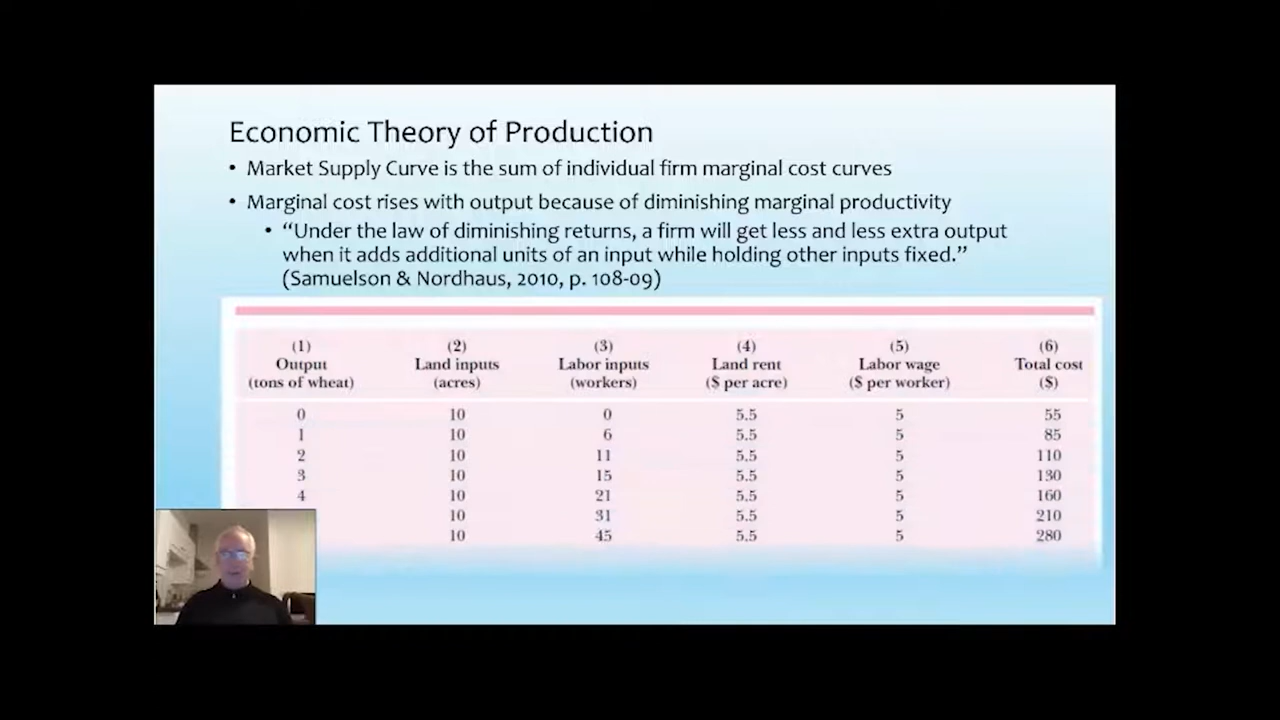 Economic Theory of Production
• Market Supply Curve is the sum of individual firm marginal cost curves
• Marginal cost rises with output because of diminishing marginal productivity
• “Under the law of diminishing returns, a firm will get less and less extra output
when it adds additional units of an input while holding other inputs fixed.”
(Samuelson & Nordhaus, 2010, p. 108-09)
(1) (2) (3) (4) (5) (6)
Output Land inputs Labor inputs Land rent Labor wage Total cost
(tons of wheat) (acres) (workers) ($ per acre) ($ per worker) ($)
0 10 0 5.5 5 55
1 10 6 5.5 5 85
2 10 11 5.5 5 110
3 10 15 5.5 5 130
4 10 21 5.5 5 160
10 31 5.5 5 210
10 45 5.5 5 280